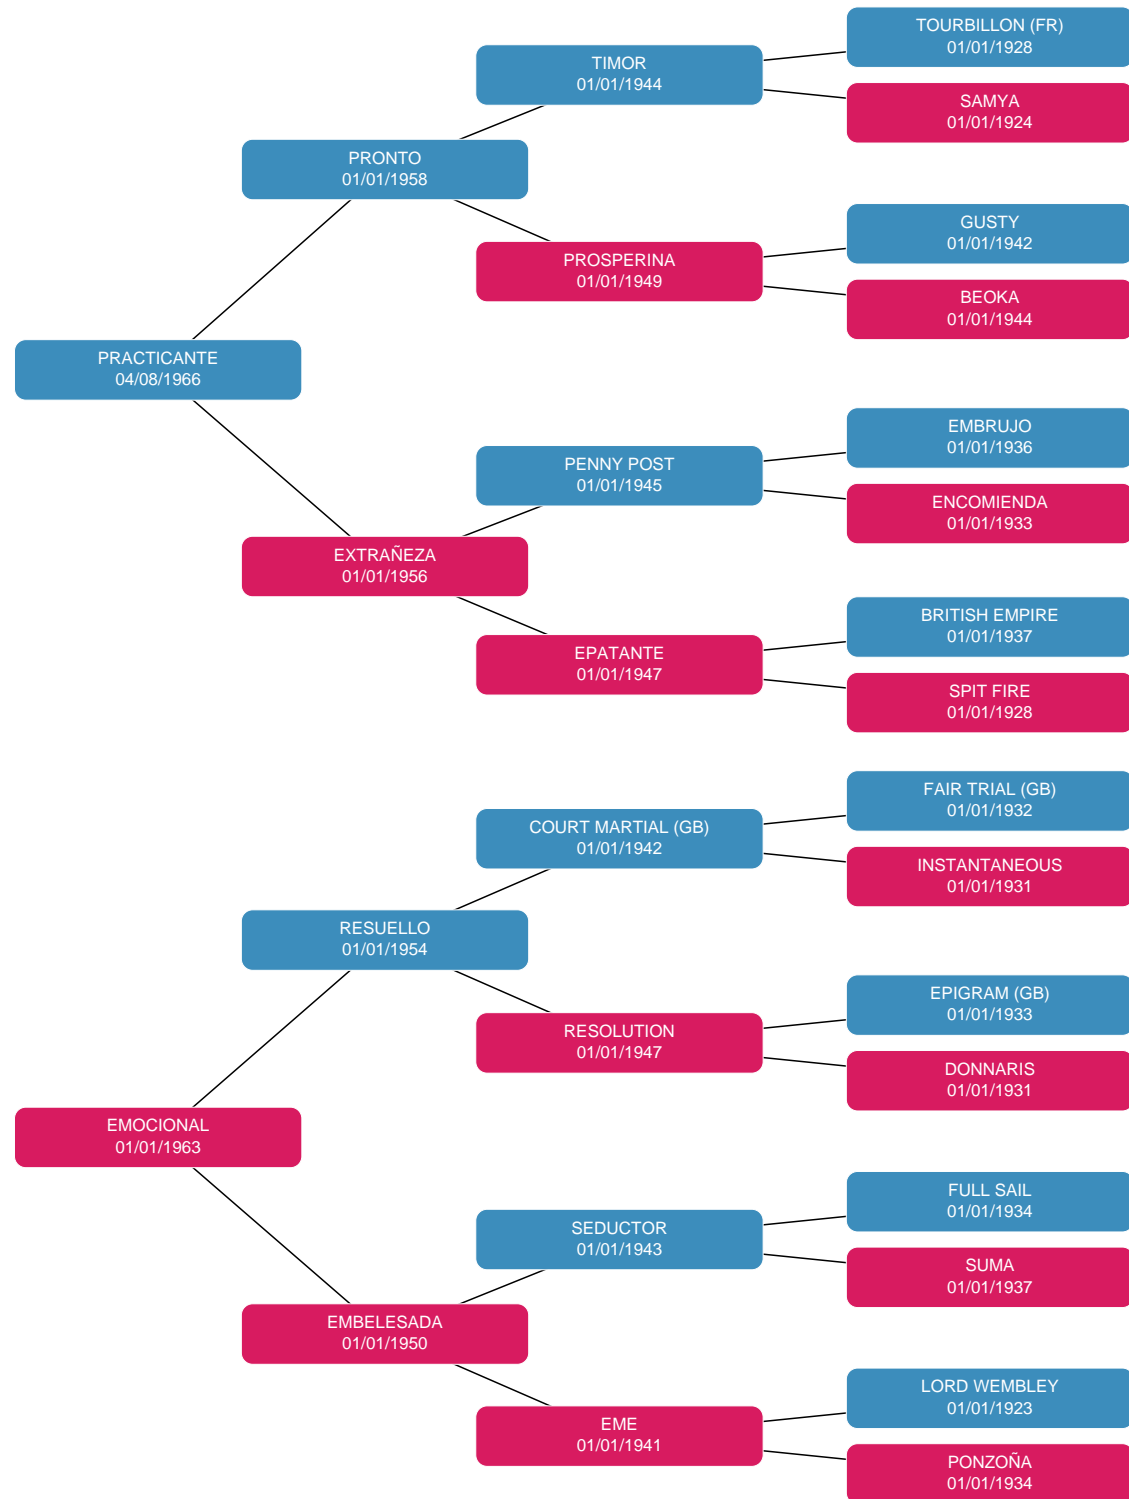 TOURBILLON (FR)
01/01/1928
TIMOR
01/01/1944
SAMYA
01/01/1924
PRONTO
01/01/1958
GUSTY
01/01/1942
PROSPERINA
01/01/1949
BEOKA
01/01/1944
PRACTICANTE
04/08/1966
EMBRUJO
01/01/1936
PENNY POST
01/01/1945
ENCOMIENDA
01/01/1933
EXTRAÑEZA
01/01/1956
BRITISH EMPIRE
01/01/1937
EPATANTE
01/01/1947
SPIT FIRE
01/01/1928
FAIR TRIAL (GB)
01/01/1932
COURT MARTIAL (GB)
01/01/1942
INSTANTANEOUS
01/01/1931
RESUELLO
01/01/1954
EPIGRAM (GB)
01/01/1933
RESOLUTION
01/01/1947
DONNARIS
01/01/1931
EMOCIONAL
01/01/1963
FULL SAIL
01/01/1934
SEDUCTOR
01/01/1943
SUMA
01/01/1937
EMBELESADA
01/01/1950
LORD WEMBLEY
01/01/1923
EME
01/01/1941
PONZOÑA
01/01/1934